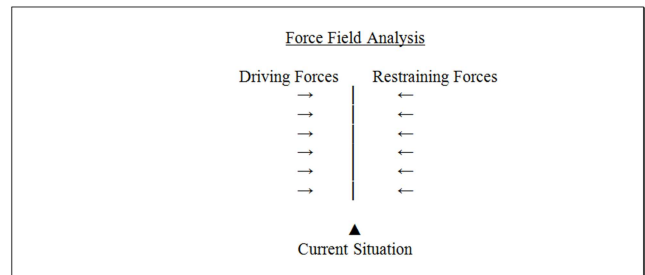 Force Field Analysis
Driving Forces Restraining Forces
→ | ←
→ | ←
→ | ←
→ | ←
→ | ←
→ | ←
▲
Current Situation